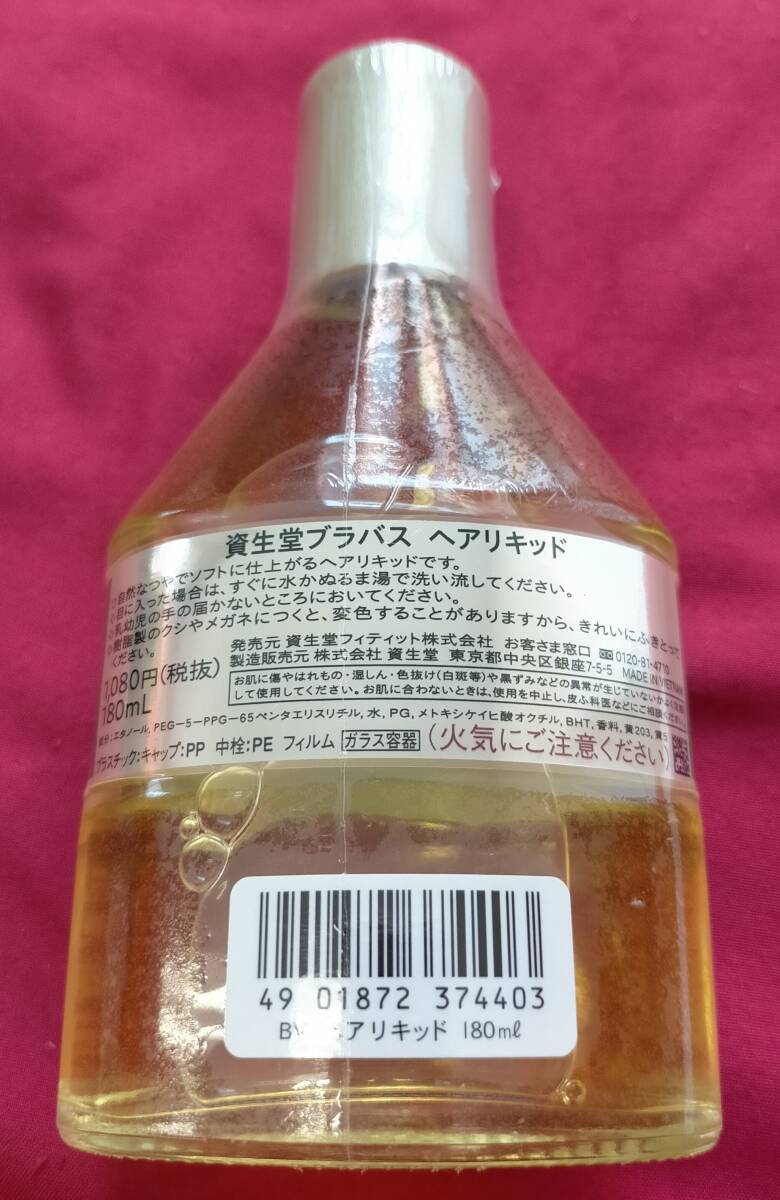 資生堂ブラバス ヘアリキッド
◇自然なつやでソフトに仕上がるヘアリキッドです。
◇目に入った場合は、すぐに水かぬるま湯で洗い流してください。
◇乳幼児の手の届かないところにおいてください。
◇樹脂製のクシやメガネにつくと、変色することがありますから、きれいにふきとって
ください。
1,080円(税抜)
180mL
発売元 資生堂フィティット株式会社 お客さま窓口 0120-81-4710
製造販売元 株式会社 資生堂 東京都中央区銀座7-5-5 MADE IN VIETNAM
お肌に傷やはれもの・湿しん・色抜け(白斑等)や黒ずみなどの異常が生じていないか
して使用してください。お肌に合わないときは、使用を中止し、皮ふ科医などにご相談ください
成分:エタノール, PEG-5-PPG-65ペンタエリスリチル, 水, PG, メトキシケイヒ酸オクチル, BHT, 香料, 黄203, 黄5
プラスチック:キャップ:PP 中栓:PE フィルム ガラス容器 (火気にご注意ください)
49 01872 374403
BV ヘアリキッド 180mℓ